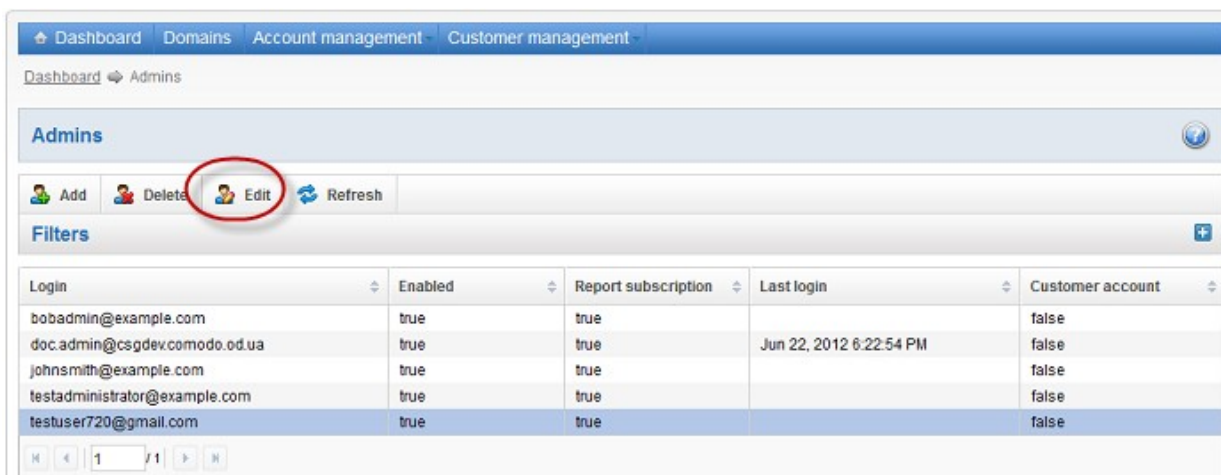 Dashboard Domains Account management Customer management
Dashboard Admins
Admins
Add Delete Edit Refresh
Filters
Login Enabled Report subscription Last login Customer account
bobadmin@example.com true true false
doc.admin@csgdev.comodo.od.ua true true Jun 22, 2012 6:22:54 PM false
johnsmith@example.com true true false
testadministrator@example.com true true false
testuser720@gmail.com true true false
1 / 1